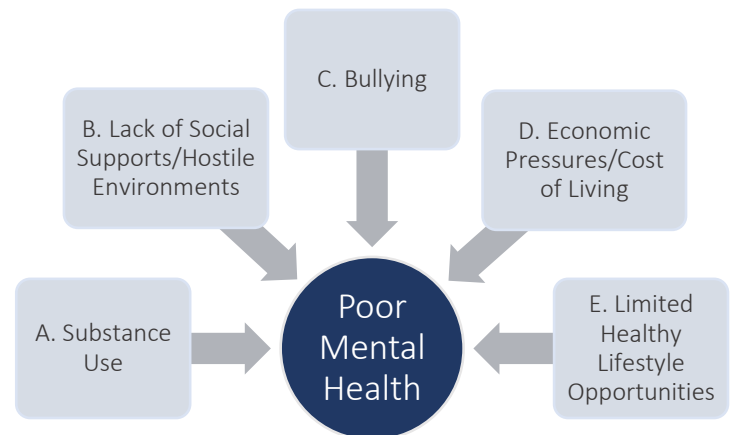 C. Bullying
B. Lack of Social
Supports/Hostile
Environments
D. Economic
Pressures/Cost
of Living
A. Substance
Use
Poor
Mental
Health
E. Limited
Healthy
Lifestyle
Opportunities